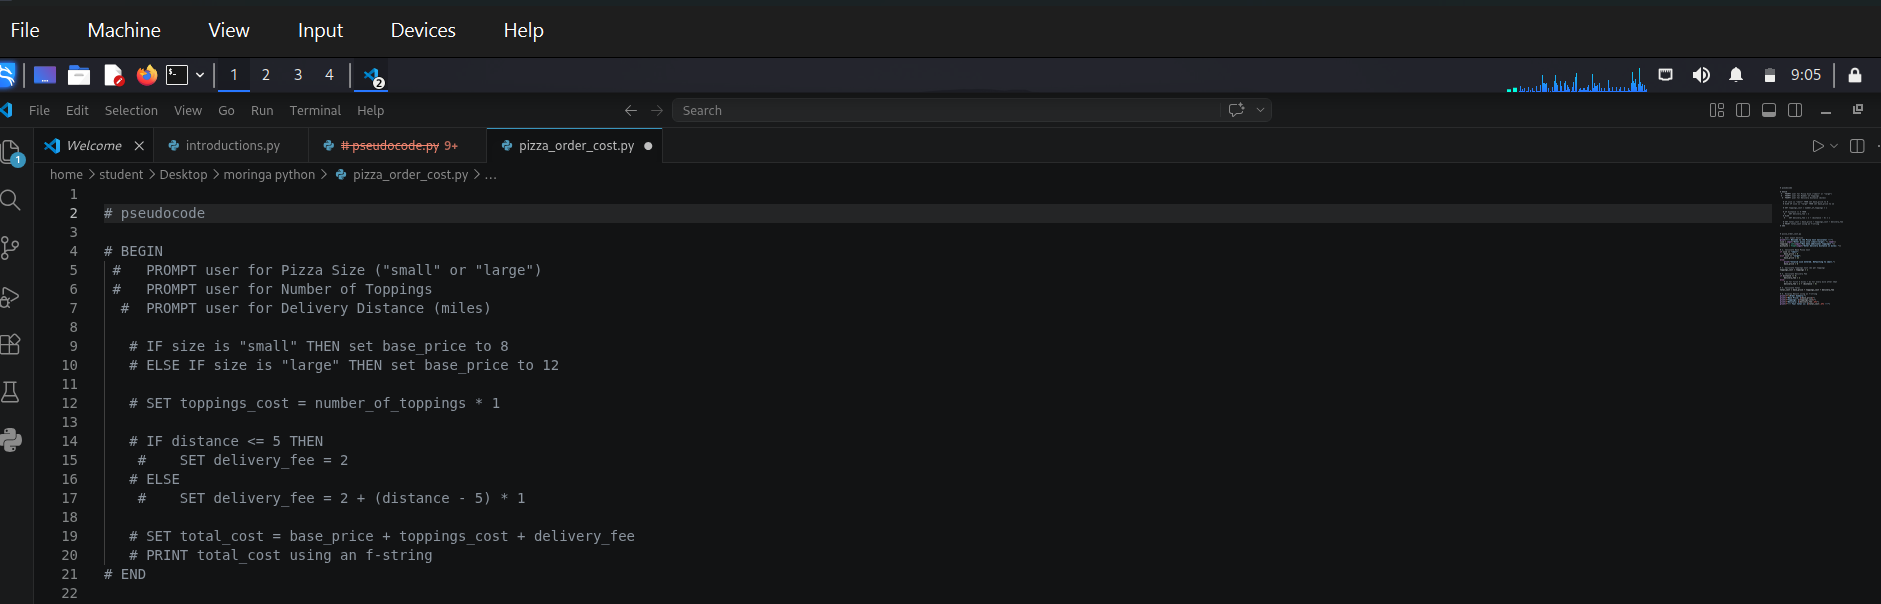 File Machine View Input Devices Help
1 2 3 4 2 9:05
File Edit Selection View Go Run Terminal Help Search
Welcome introductions.py # pseudocode.py 9+ pizza_order_cost.py
1
home > student > Desktop > moringa python > pizza_order_cost.py > ...
1
2 # pseudocode
3
4 # BEGIN
5 #   PROMPT user for Pizza Size ("small" or "large")
6 #   PROMPT user for Number of Toppings
7 #   PROMPT user for Delivery Distance (miles)
8
9 # IF size is "small" THEN set base_price to 8
10 # ELSE IF size is "large" THEN set base_price to 12
11
12 # SET toppings_cost = number_of_toppings * 1
13
14 # IF distance <= 5 THEN
15 #    SET delivery_fee = 2
16 # ELSE
17 #    SET delivery_fee = 2 + (distance - 5) * 1
18
19 # SET total_cost = base_price + toppings_cost + delivery_fee
20 # PRINT total_cost using an f-string
21 # END
22